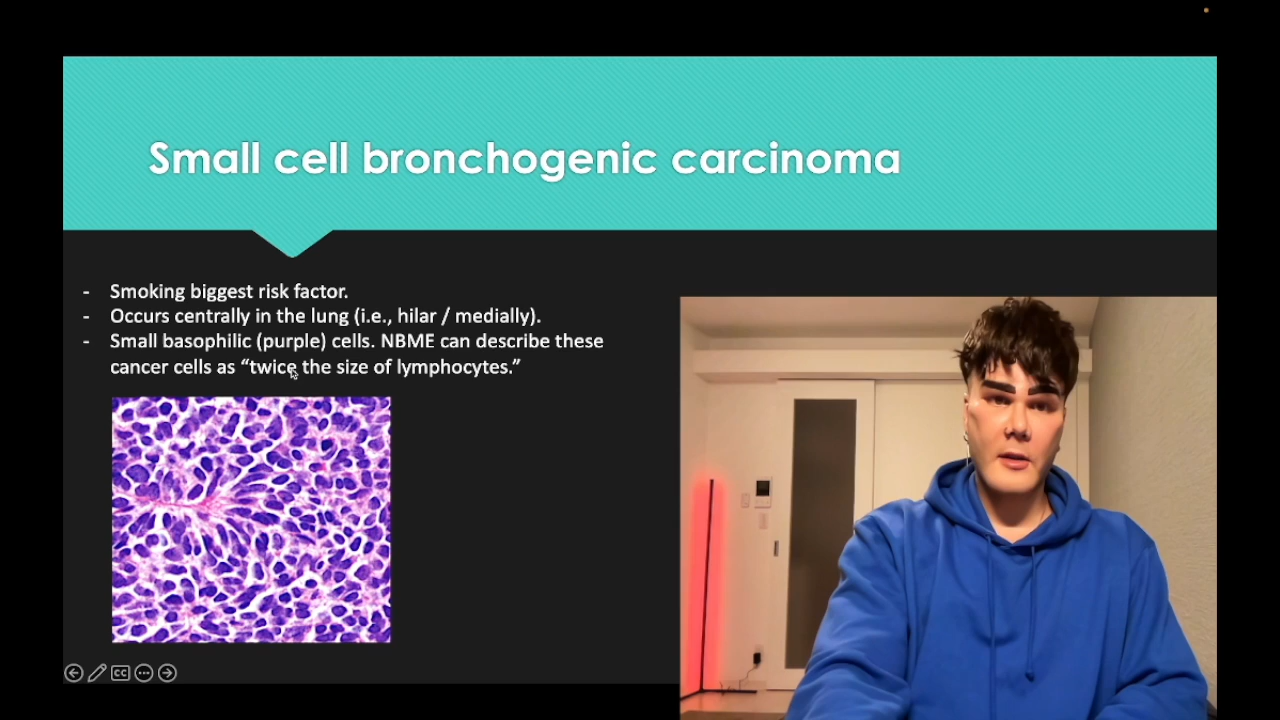 Small cell bronchogenic carcinoma
- Smoking biggest risk factor.
- Occurs centrally in the lung (i.e., hilar / medially).
- Small basophilic (purple) cells. NBME can describe these
cancer cells as “twice the size of lymphocytes.”
CC